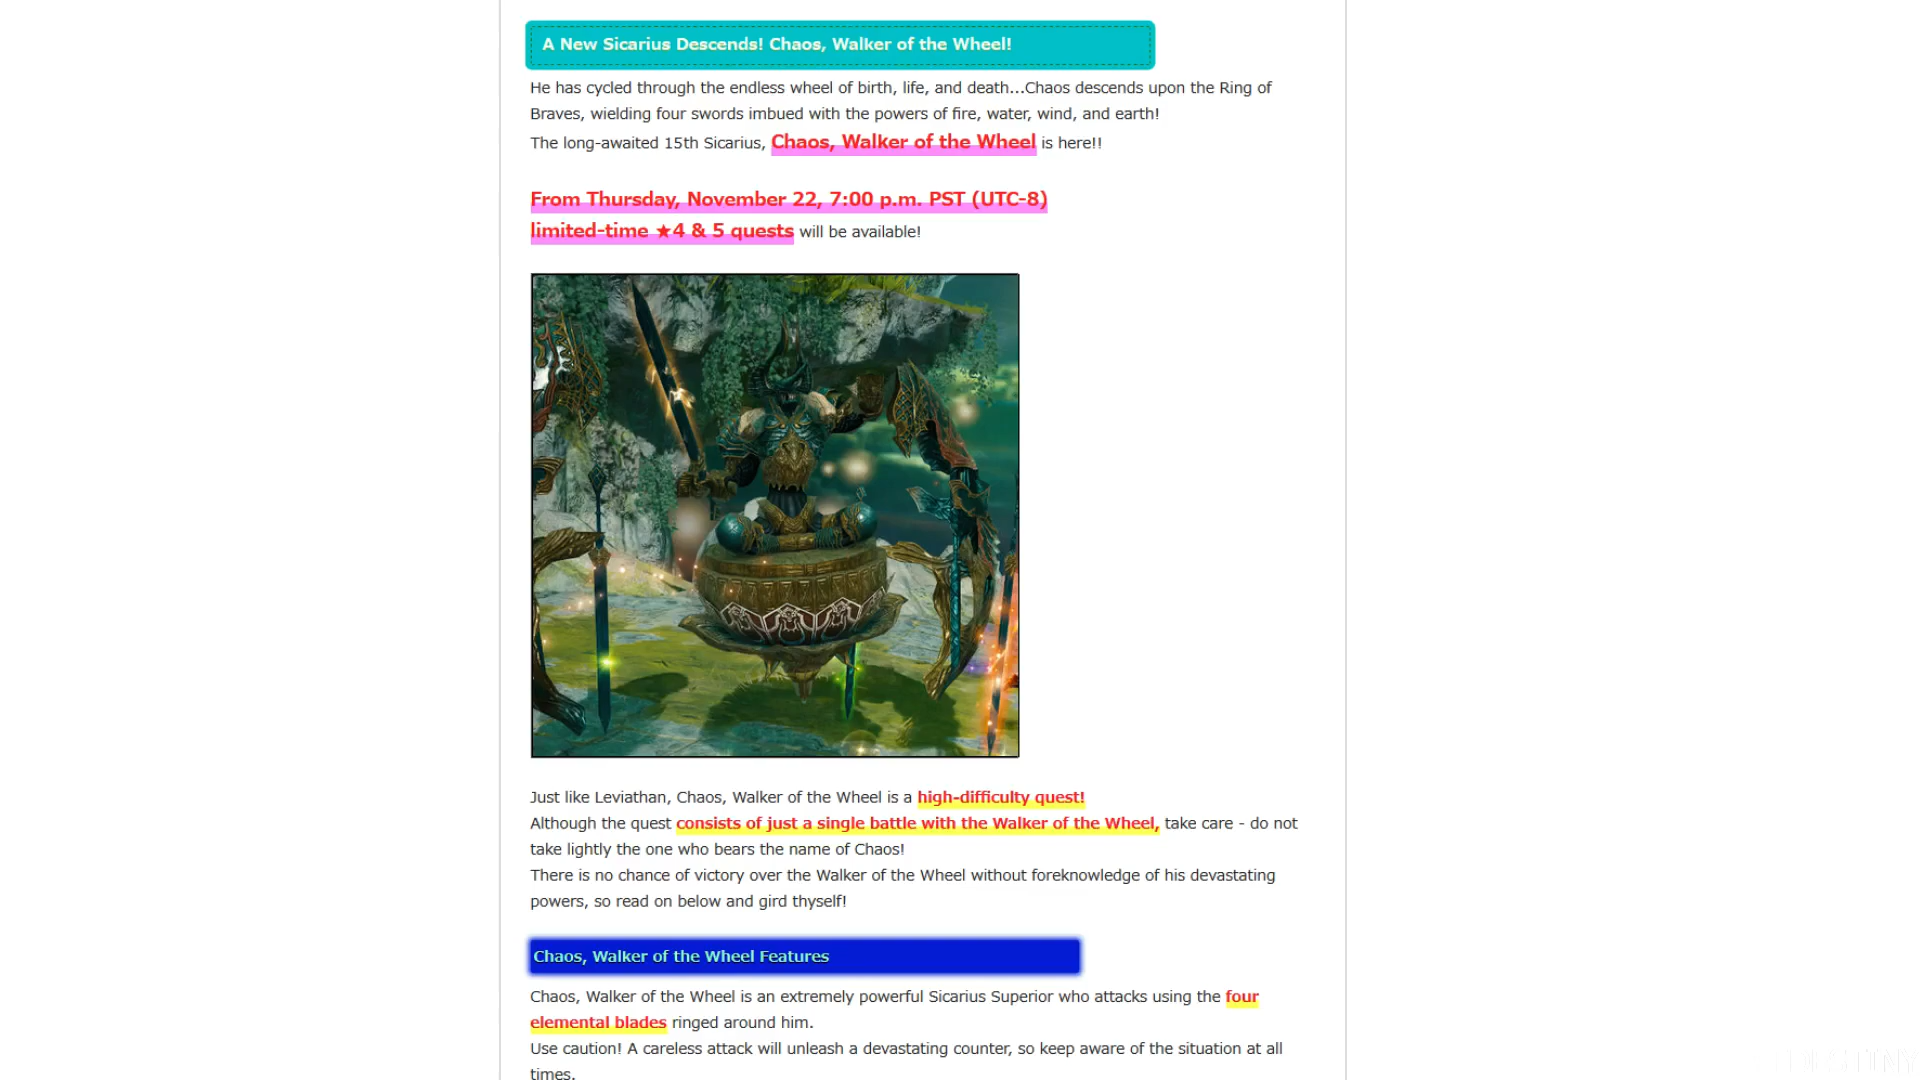 A New Sicarius Descends! Chaos, Walker of the Wheel!
He has cycled through the endless wheel of birth, life, and death...Chaos descends upon the Ring of
Braves, wielding four swords imbued with the powers of fire, water, wind, and earth!
The long-awaited 15th Sicarius, Chaos, Walker of the Wheel is here!!
From Thursday, November 22, 7:00 p.m. PST (UTC-8)
limited-time ★4 & 5 quests will be available!
Just like Leviathan, Chaos, Walker of the Wheel is a high-difficulty quest!
Although the quest consists of just a single battle with the Walker of the Wheel, take care - do not
take lightly the one who bears the name of Chaos!
There is no chance of victory over the Walker of the Wheel without foreknowledge of his devastating
powers, so read on below and gird thyself!
Chaos, Walker of the Wheel Features
Chaos, Walker of the Wheel is an extremely powerful Sicarius Superior who attacks using the four
elemental blades ringed around him.
Use caution! A careless attack will unleash a devastating counter, so keep aware of the situation at all
times.